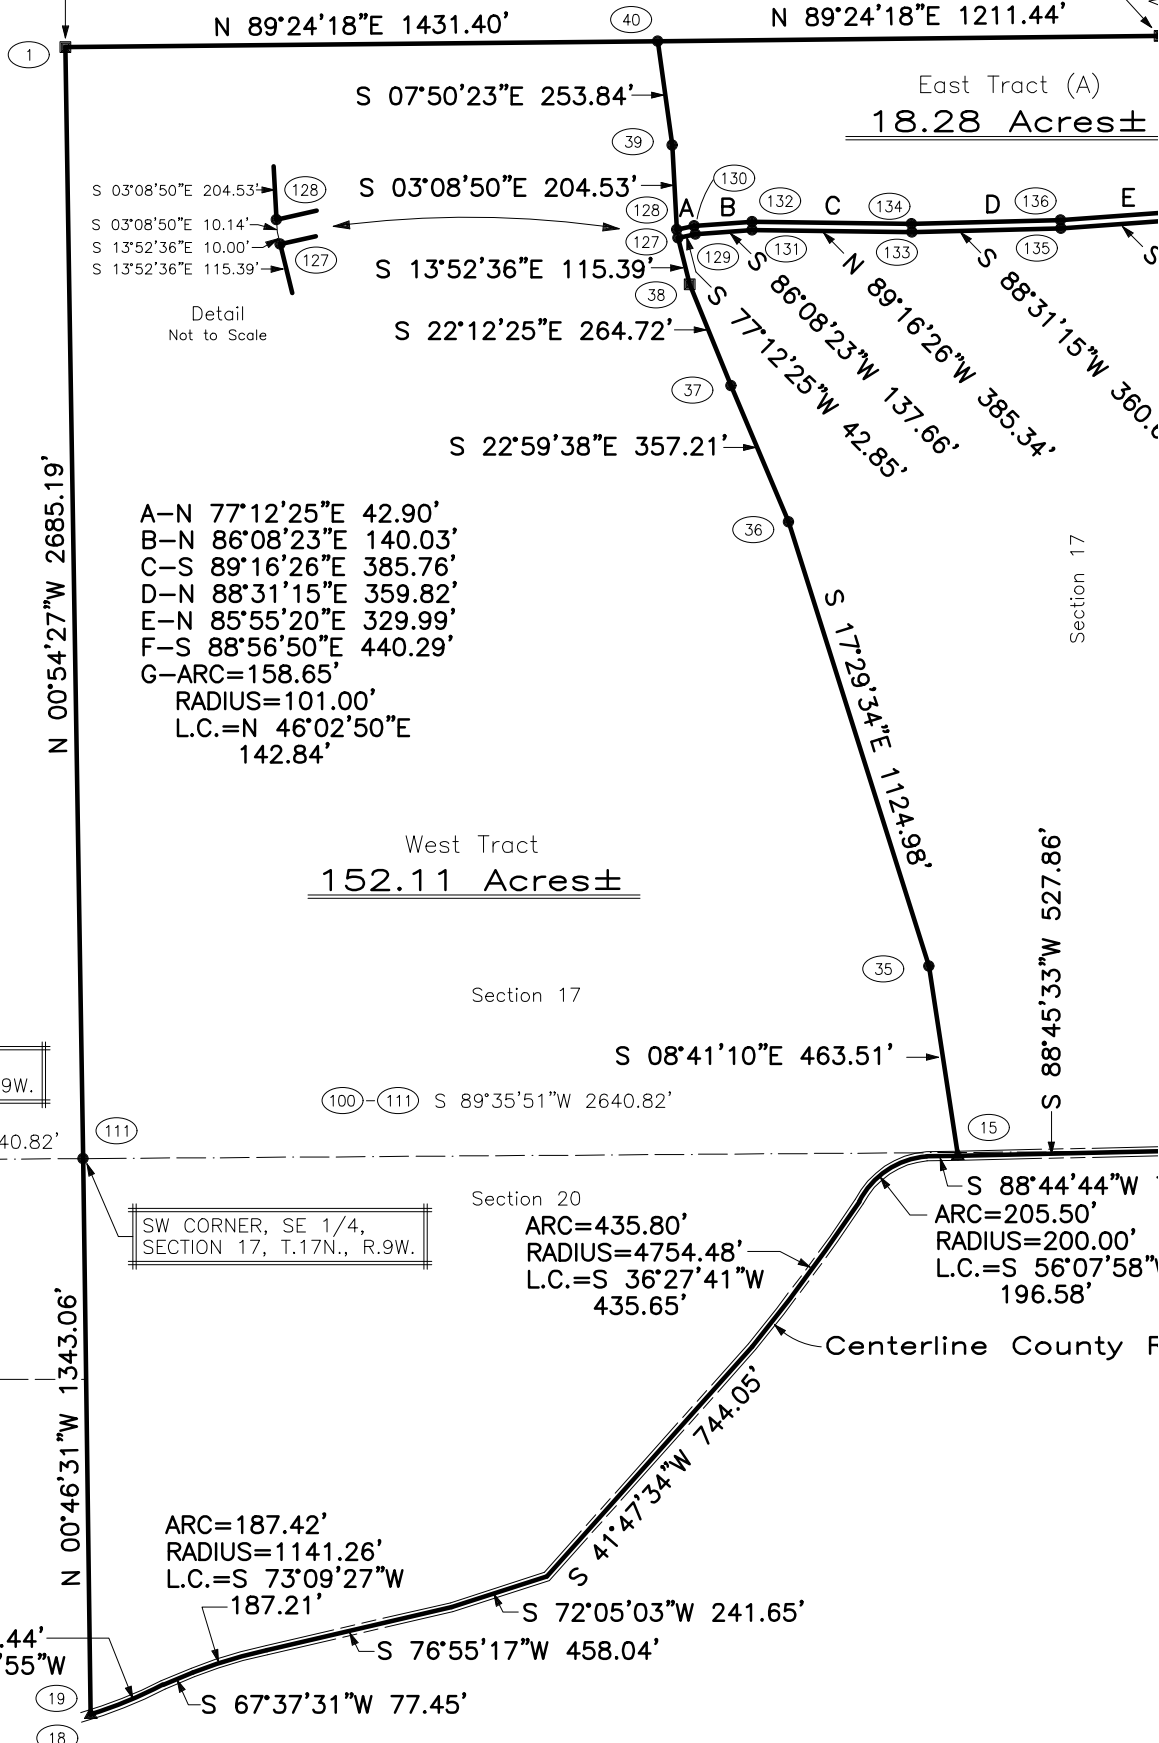 N 89°24'18"E 1431.40'
40
N 89°24'18"E 1211.44'
1
East Tract (A)
18.28 Acres±
S 07°50'23"E 253.84'
39
S 03°08'50"E 204.53'
128
S 03°08'50"E 10.14'
S 13°52'36"E 10.00'
127
S 13°52'36"E 115.39'
Detail
Not to Scale
S 03°08'50"E 204.53'
130
128
A
B
132
C
134
D
136
E
127
129
131
133
135
S 13°52'36"E 115.39'
38
S 77°12'25"W 42.85'
S 86°08'23"W 137.66'
N 89°16'26"W 385.34'
S 88°31'15"W 360.6
S
S 22°12'25"E 264.72'
37
S 22°59'38"E 357.21'
36
N 00°54'27"W 2685.19'
A-N 77°12'25"E 42.90'
B-N 86°08'23"E 140.03'
C-S 89°16'26"E 385.76'
D-N 88°31'15"E 359.82'
E-N 85°55'20"E 329.99'
F-S 88°56'50"E 440.29'
G-ARC=158.65'
RADIUS=101.00'
L.C.=N 46°02'50"E
142.84'
Section 17
S 17°29'34"E 1124.98'
West Tract
152.11 Acres±
S 88°45'33"W 527.86'
35
Section 17
S 08°41'10"E 463.51'
9W.
100-111 S 89°35'51"W 2640.82'
40.82'
111
15
Section 20
SW CORNER, SE 1/4,
SECTION 17, T.17N., R.9W.
S 88°44'44"W
ARC=435.80'
RADIUS=4754.48'
L.C.=S 36°27'41"W
435.65'
ARC=205.50'
RADIUS=200.00'
L.C.=S 56°07'58"W
196.58'
Centerline County R
N 00°46'31"W 1343.06'
S 41°47'34"W 744.05'
ARC=187.42'
RADIUS=1141.26'
L.C.=S 73°09'27"W
187.21'
S 72°05'03"W 241.65'
.44'
'55"W
S 76°55'17"W 458.04'
19
S 67°37'31"W 77.45'
18